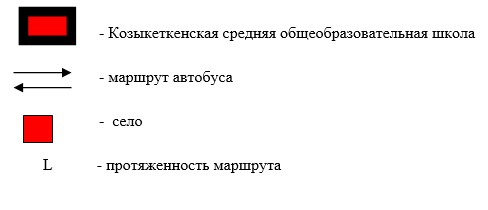 - Козыкеткенская средняя общеобразовательная школа
- маршрут автобуса
- село
L - протяженность маршрута